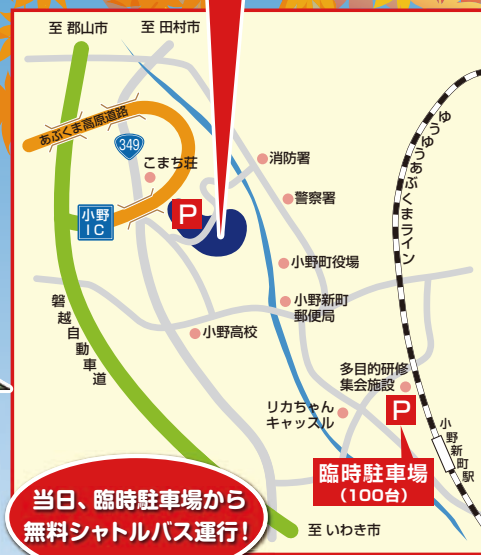 至 郡山市
至 田村市
あぶくま高原道路
349
こまち荘
消防署
ゆうゆうあぶくまライン
警察署
小野
IC
P
小野町役場
小野新町
郵便局
磐越自動車道
小野高校
多目的研修
集会施設
リカちゃん
キャッスル
P
小野新町駅
臨時駐車場
（100台）
当日、臨時駐車場から
無料シャトルバス運行！
至 いわき市